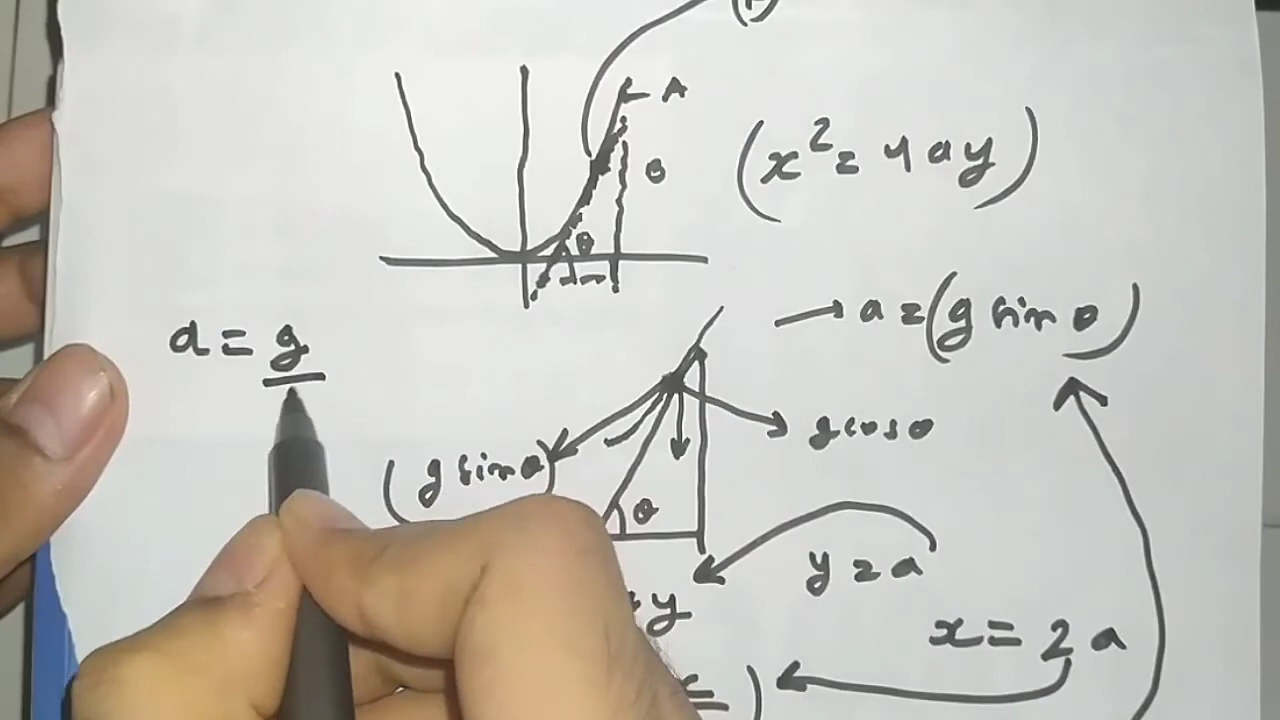 A
θ
θ
(x² = 4ay)
→ a = (g sin θ)
a = g
g cos θ
(g sin θ)
θ
y = a
y
x = 2a